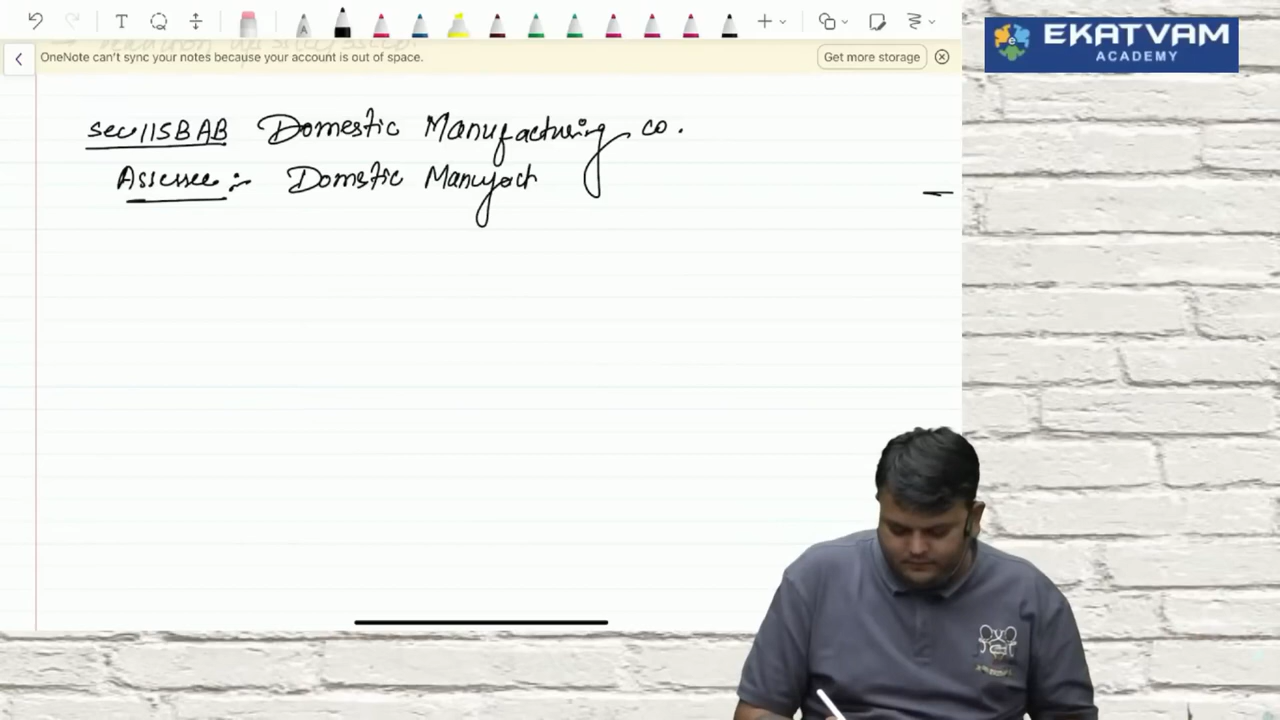 EKATVAM
ACADEMY
OneNote can't sync your notes because your account is out of space.
Get more storage
sec 115BAB Domestic Manufacturing co.
Assessee :- Domstic Manufact